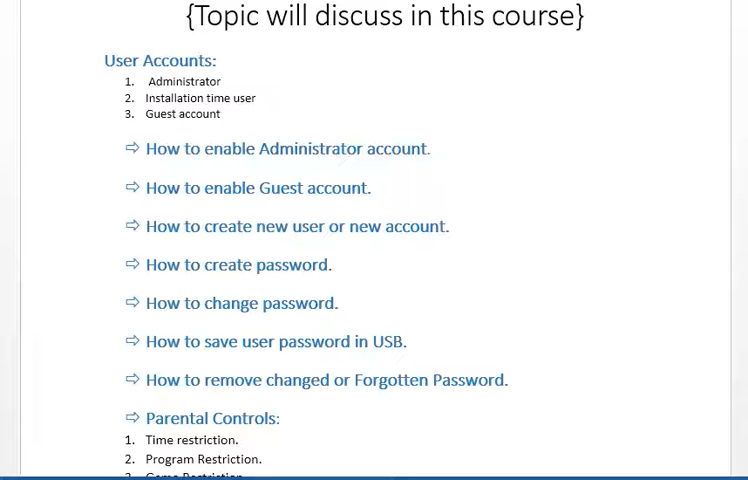 {Topic will discuss in this course}
User Accounts:
1. Administrator
2. Installation time user
3. Guest account
⇨ How to enable Administrator account.
⇨ How to enable Guest account.
⇨ How to create new user or new account.
⇨ How to create password.
⇨ How to change password.
⇨ How to save user password in USB.
⇨ How to remove changed or Forgotten Password.
⇨ Parental Controls:
1. Time restriction.
2. Program Restriction.
3. Game Restriction